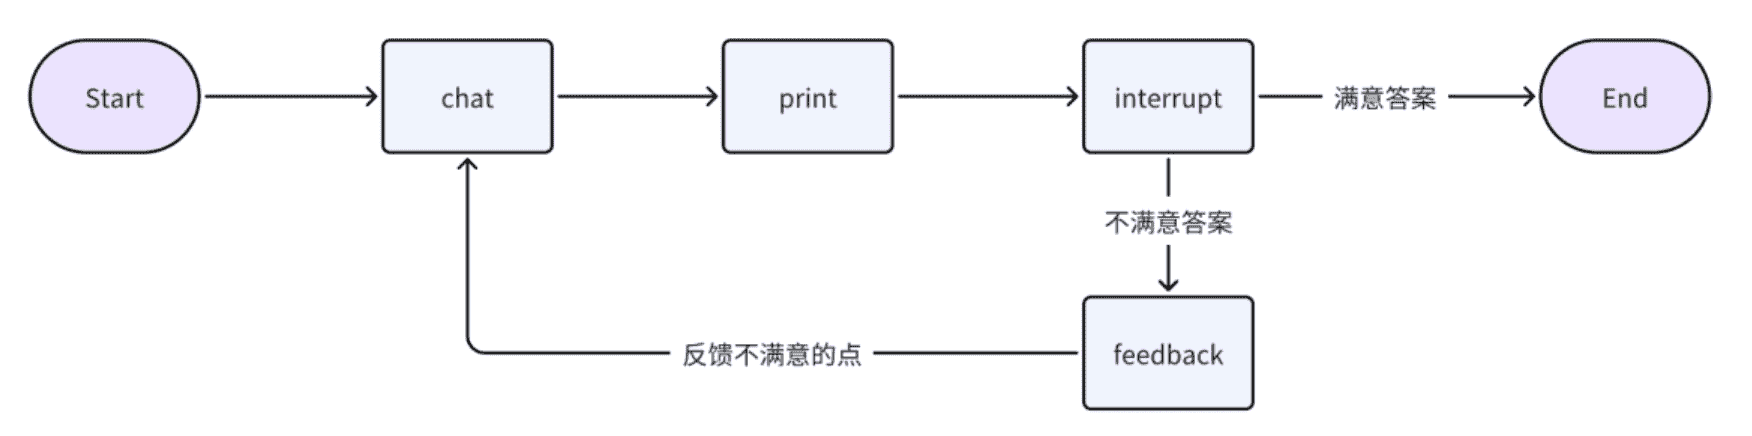 Start
chat
print
interrupt
满意答案
End
不满意答案
反馈不满意的点
feedback